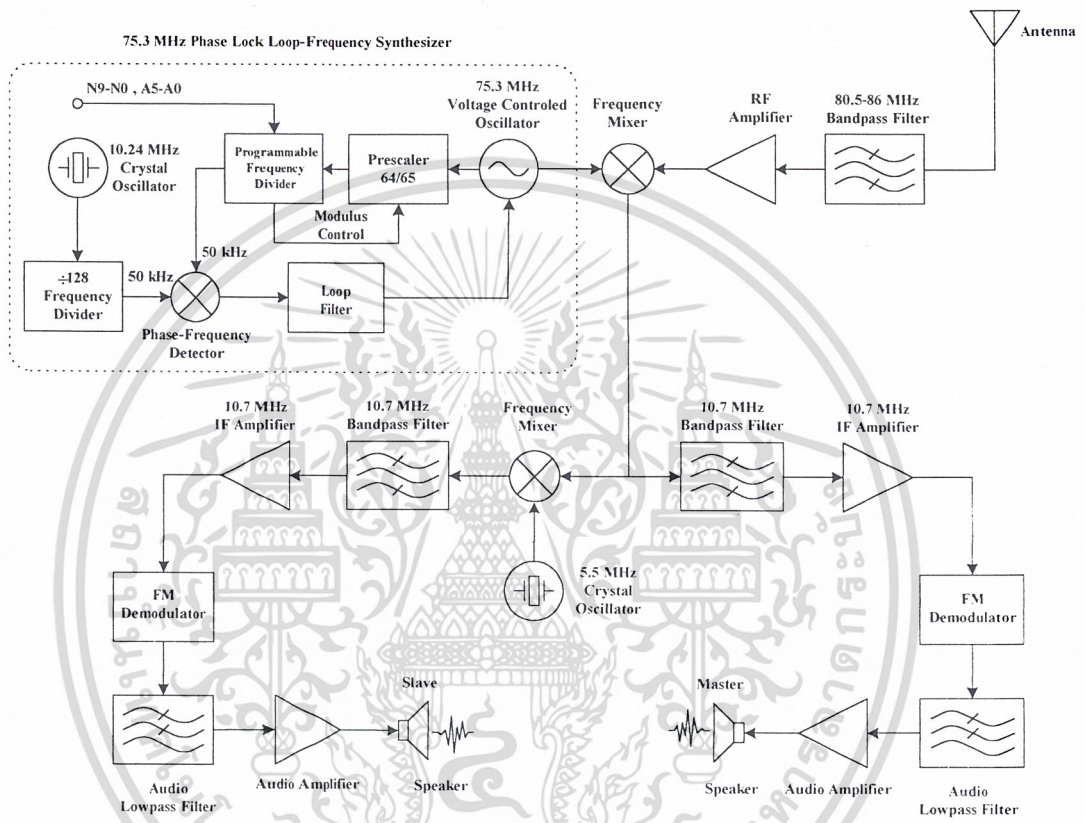 75.3 MHz Phase Lock Loop-Frequency Synthesizer
Antenna
N9-N0 , A5-A0
10.24 MHz
Crystal
Oscillator
Programmable
Frequency
Divider
Prescaler
64/65
75.3 MHz
Voltage Controled
Oscillator
Frequency
Mixer
RF
Amplifier
80.5-86 MHz
Bandpass Filter
Modulus
Control
50 kHz
÷128
Frequency
Divider
50 kHz
Phase-Frequency
Detector
Loop
Filter
10.7 MHz
IF Amplifier
10.7 MHz
Bandpass Filter
Frequency
Mixer
10.7 MHz
Bandpass Filter
10.7 MHz
IF Amplifier
5.5 MHz
Crystal
Oscillator
FM
Demodulator
FM
Demodulator
Slave
Master
Audio
Lowpass Filter
Audio Amplifier
Speaker
Speaker
Audio Amplifier
Audio
Lowpass Filter